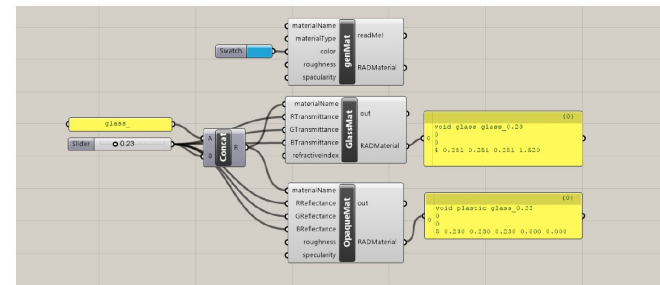 materialName
materialType
color
roughness
specularity
genMat
readMe!
RADMaterial
Swatch
glass_
Slider
0.23
A
B
Concat
R
materialName
RTransmittance
GTransmittance
BTransmittance
refractiveIndex
GlassMat
out
RADMaterial
{0}
0 void glass glass_0.23
0
0
4 0.251 0.251 0.251 1.520
materialName
RReflectance
GReflectance
BReflectance
roughness
specularity
OpaqueMat
out
RADMaterial
{0}
0 void plastic glass_0.23
0
0
5 0.230 0.230 0.230 0.000 0.000